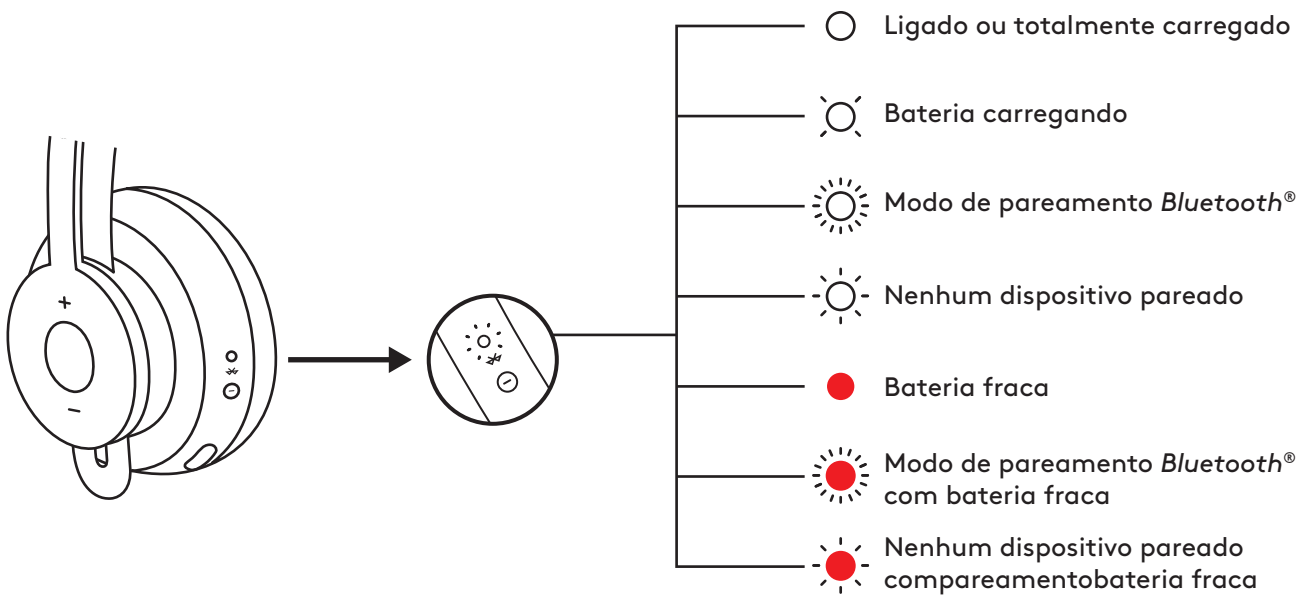 Ligado ou totalmente carregado
Bateria carregando
Modo de pareamento Bluetooth®
Nenhum dispositivo pareado
Bateria fraca
Modo de pareamento Bluetooth®
com bateria fraca
Nenhum dispositivo pareado
compareamentobateria fraca